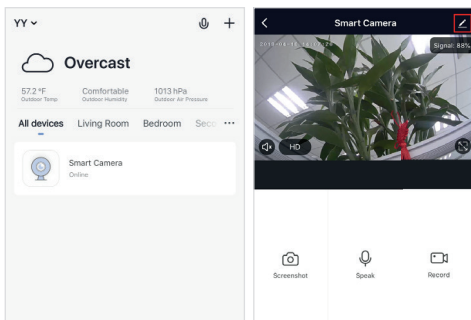 YY
Overcast
57.2 °F
Comfortable
1013 hPa
Outdoor Temp
Outdoor Humidity
Outdoor Air Pressure
All devices
Living Room
Bedroom
Seco
Smart Camera
Online
Smart Camera
Signal: 88%
HD
Screenshot
Speak
Record